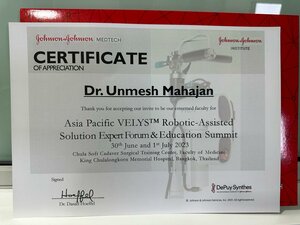 Johnson&Johnson MEDTECH
Johnson&Johnson
INSTITUTE
CERTIFICATE
OF APPRECIATION
Dr. Unmesh Mahajan
Thank you for accepting our invite to be our esteemed faculty for
Asia Pacific VELYS™ Robotic-Assisted
Solution Expert Forum & Education Summit
30th June and 1st July 2023
Chula Soft Cadaver Surgical Training Center, Faculty of Medicine
King Chulalongkorn Memorial Hospital, Bangkok, Thailand
Signed
Dr Danni
DePuy Synthes